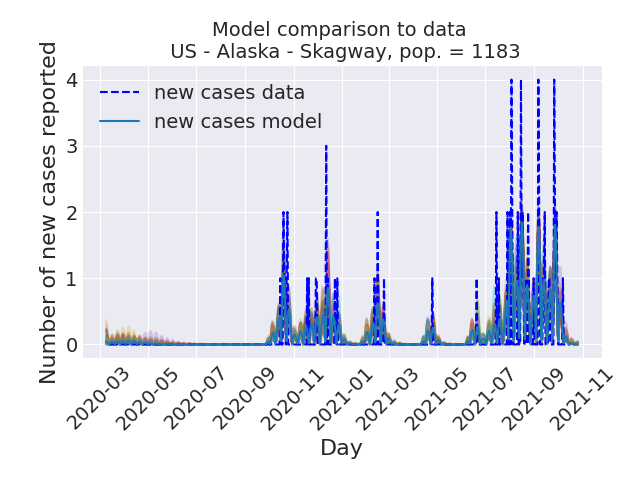 Model comparison to data
US - Alaska - Skagway, pop. = 1183
new cases data
new cases model
Number of new cases reported
4
3
2
1
0
2020-03
2020-05
2020-07
2020-09
2020-11
2021-01
2021-03
2021-05
2021-07
2021-09
2021-11
Day